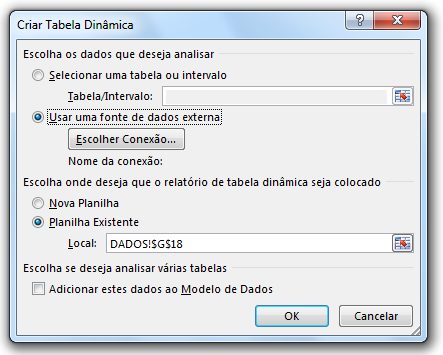 Criar Tabela Dinâmica
Escolha os dados que deseja analisar
Selecionar uma tabela ou intervalo
Tabela/Intervalo:
Usar uma fonte de dados externa
Escolher Conexão...
Nome da conexão:
Escolha onde deseja que o relatório de tabela dinâmica seja colocado
Nova Planilha
Planilha Existente
Local: DADOS!$G$18
Escolha se deseja analisar várias tabelas
Adicionar estes dados ao Modelo de Dados
OK Cancelar